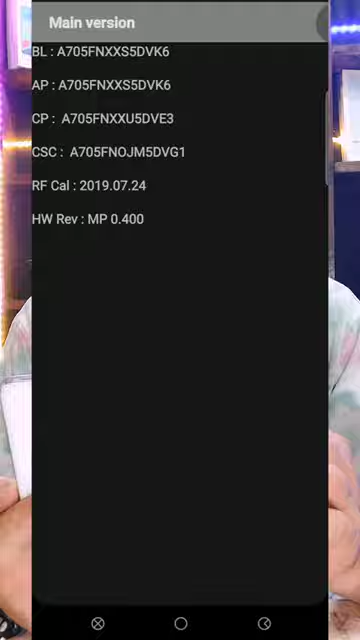 Main version
BL : A705FNXXS5DVK6
AP : A705FNXXS5DVK6
CP : A705FNXXU5DVE3
CSC : A705FNOJM5DVG1
RF Cal : 2019.07.24
HW Rev : MP 0.400